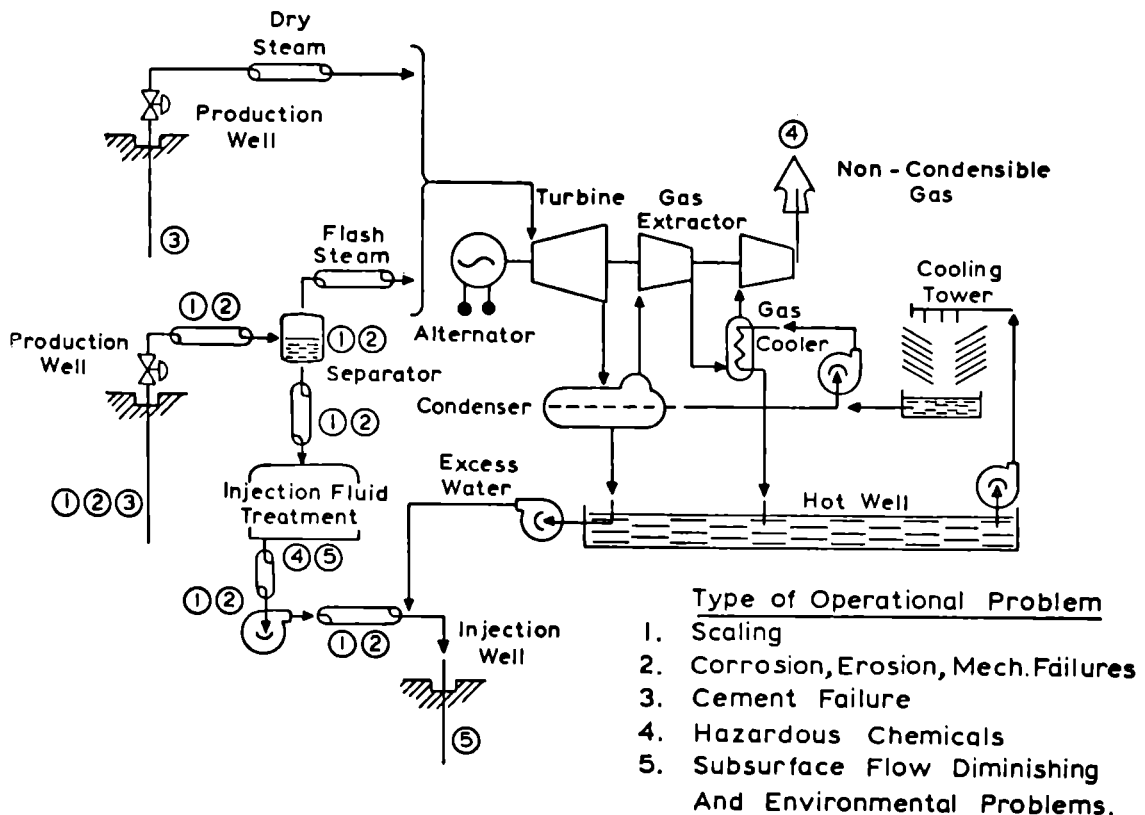 Dry
Steam
Production
Well
③
Flash
Steam
① ②
Production
Well
① ②
Separator
① ②
① ② ③
Injection Fluid
Treatment
④ ⑤
① ②
① ②
Injection
Well
⑤
Excess
Water
Turbine
Gas
Extractor
④
Non - Condensible
Gas
Alternator
Gas
Cooler
Condenser
Cooling
Tower
Hot Well
Type of Operational Problem
1. Scaling
2. Corrosion, Erosion, Mech. Failures
3. Cement Failure
4. Hazardous Chemicals
5. Subsurface Flow Diminishing
And Environmental Problems.